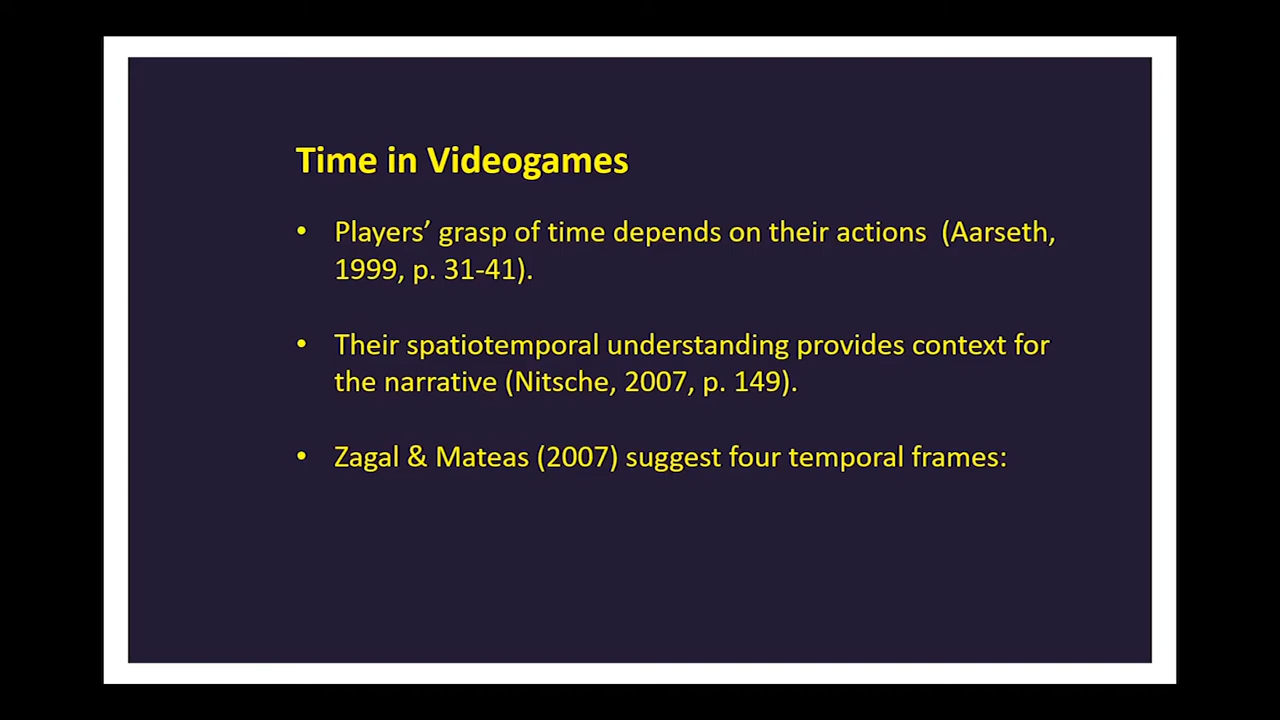 Time in Videogames
• Players’ grasp of time depends on their actions  (Aarseth,
1999, p. 31-41).
• Their spatiotemporal understanding provides context for
the narrative (Nitsche, 2007, p. 149).
• Zagal & Mateas (2007) suggest four temporal frames: